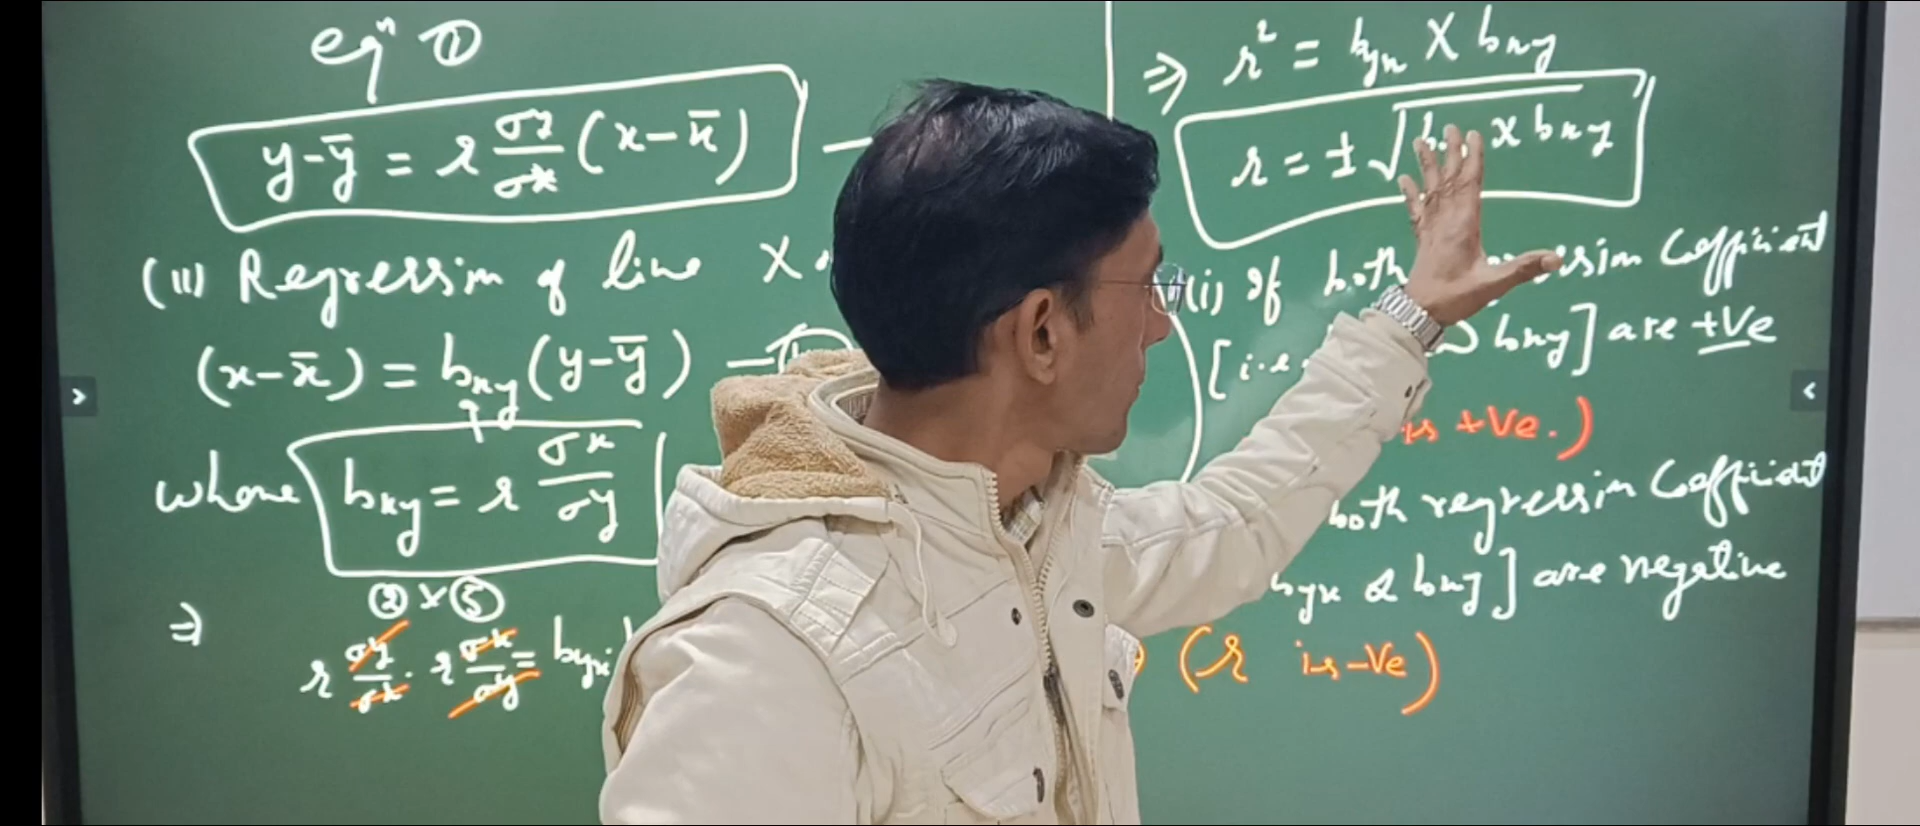 eqⁿ ①
y-ȳ = r σy/σx (x-x̄) —
(ii) Regression of line X
(x-x̄) = bxy (y-ȳ) —
where bxy = r σx/σy
② × ⑤
⇒
r σy/σx · r σx/σy = byx
⇒ r² = byx × bxy
r = ± √ × bxy
(i) If both Coefficient
[i.e. bxy] are +Ve
is +Ve.)
both regression Coefficient
byx & bxy] are negative
(r is -Ve)